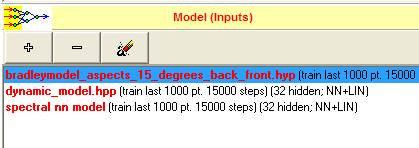 Model (Inputs)
bradleymodel_aspects_15_degrees_back_front.hyp (train last 1000 pt. 15000
dynamic_model.hpp (train last 1000 pt. 15000 steps) (32 hidden; NN+LIN)
spectral nn model (train last 1000 pt. 15000 steps) (32 hidden; NN+LIN)